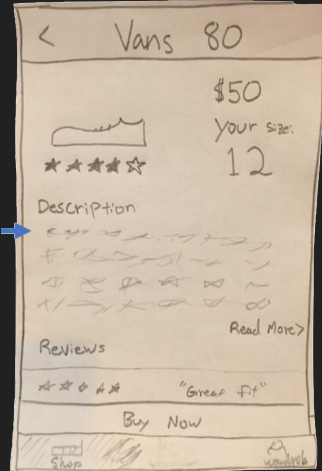 < Vans 80
$50
Your size:
12
Description
Read More>
Reviews
"Great Fit"
Buy Now
Shop